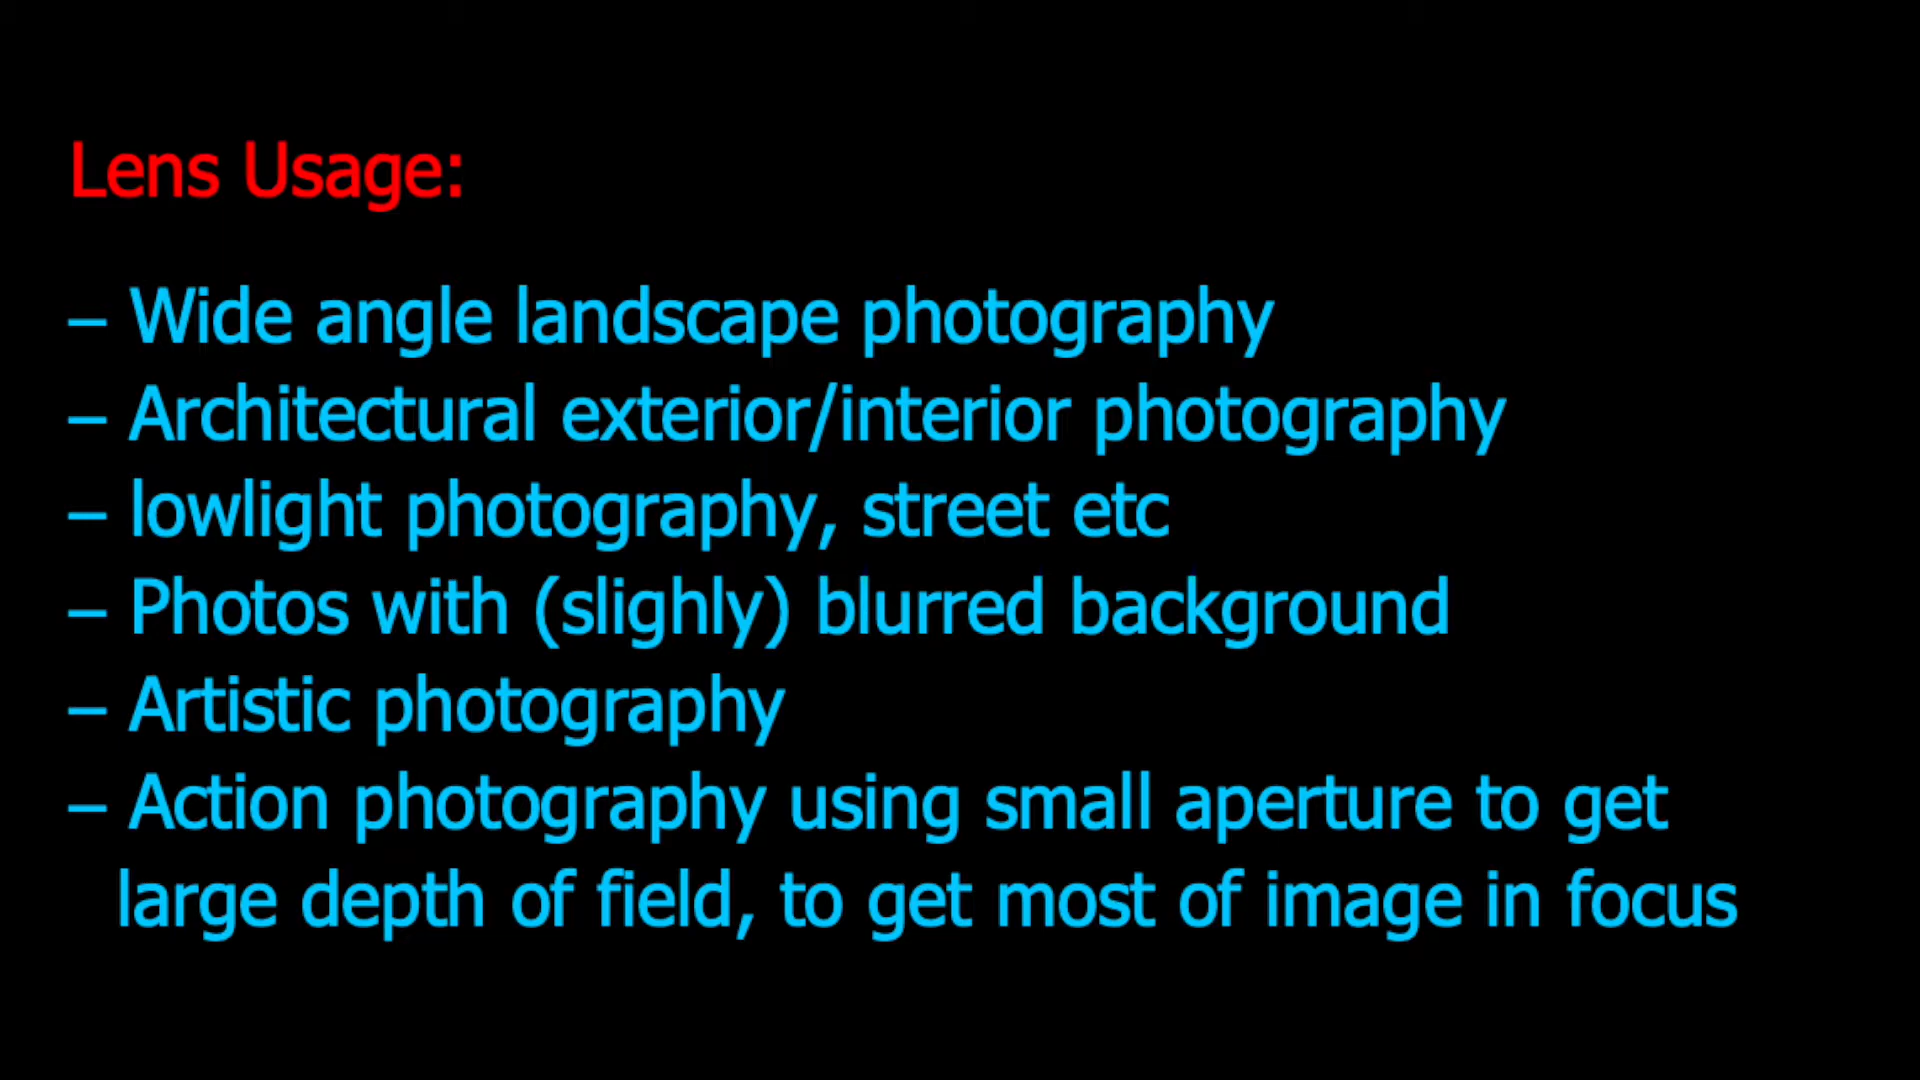 Lens Usage:
– Wide angle landscape photography
– Architectural exterior/interior photography
– lowlight photography, street etc
– Photos with (slighly) blurred background
– Artistic photography
– Action photography using small aperture to get
large depth of field, to get most of image in focus